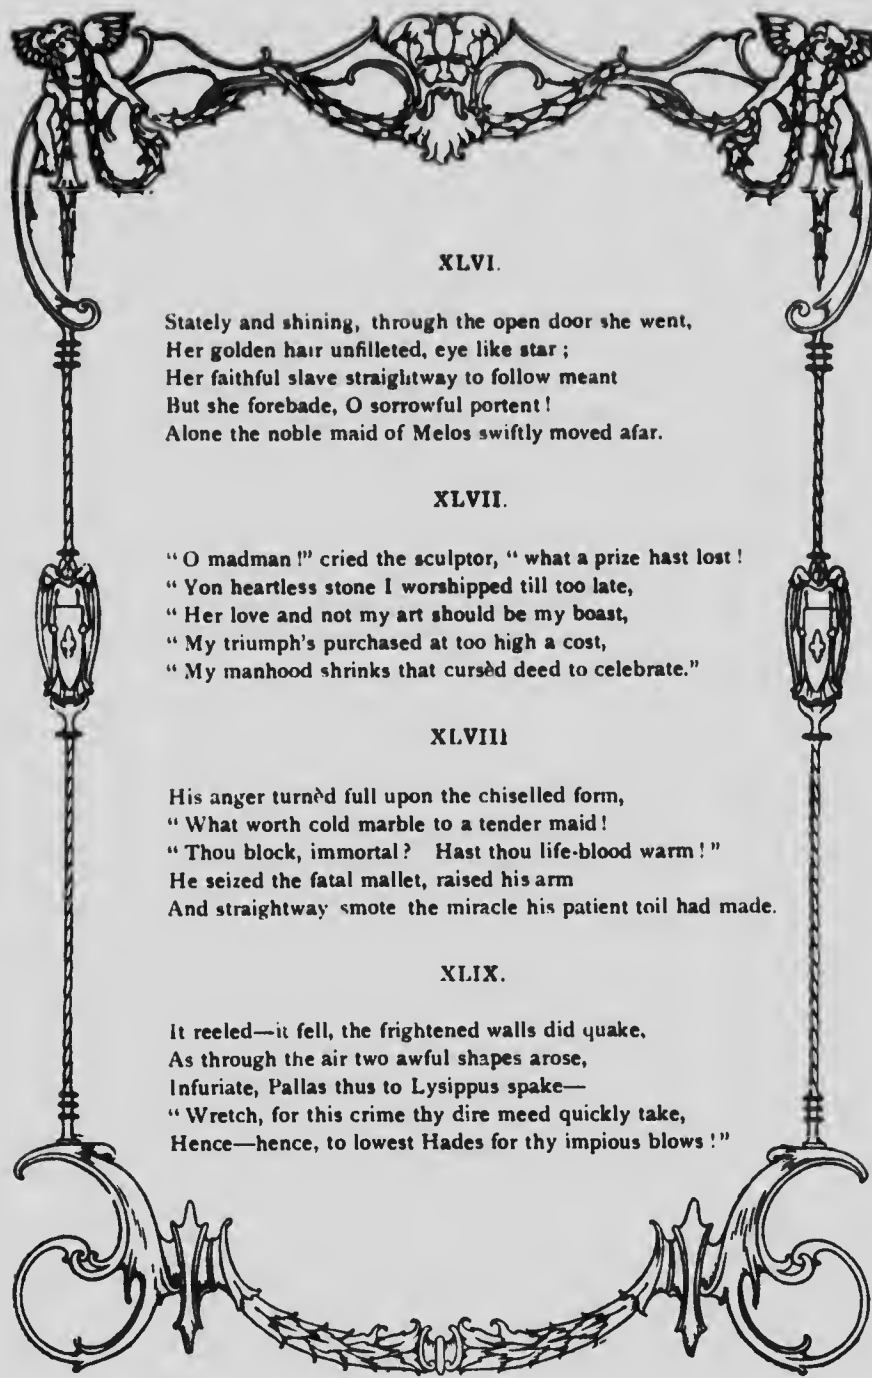 XLVI.
Stately and shining, through the open door she went,
Her golden hair unfilleted, eye like star ;
Her faithful slave straightway to follow meant
But she forebade, O sorrowful portent !
Alone the noble maid of Melos swiftly moved afar.
XLVII.
“ O madman !” cried the sculptor, “ what a prize hast lost !
“ Yon heartless stone I worshipped till too late,
“ Her love and not my art should be my boast,
“ My triumph's purchased at too high a cost,
“ My manhood shrinks that cursèd deed to celebrate.”
XLVIII
His anger turnèd full upon the chiselled form,
“ What worth cold marble to a tender maid !
“ Thou block, immortal ? Hast thou life-blood warm ! ”
He seized the fatal mallet, raised his arm
And straightway smote the miracle his patient toil had made.
XLIX.
It reeled—it fell, the frightened walls did quake,
As through the air two awful shapes arose,
Infuriate, Pallas thus to Lysippus spake—
“ Wretch, for this crime thy dire meed quickly take,
Hence—hence, to lowest Hades for thy impious blows !”